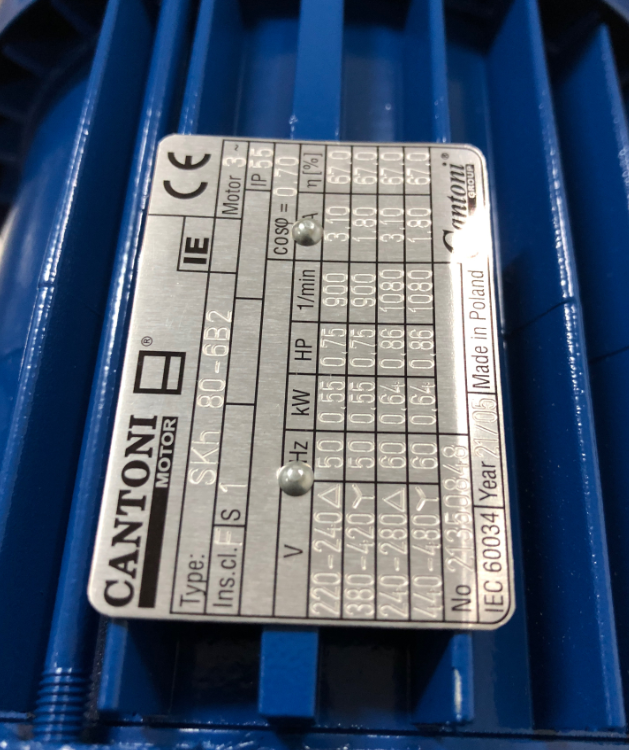 CANTONI ® CE
MOTOR
Type: SKh 80-6B2 IE
Ins.cl. F S 1 Motor 3~
IP 55
cosφ = 0.70
V Hz kW HP 1/min A η[%]
220-240△ 50 0.55 0.75 900 3.10 67.0
380-420Y 50 0.55 0.75 900 1.80 67.0
240-280△ 60 0.64 0.86 1080 3.10 67.0
440-480Y 60 0.64 0.86 1080 1.80 67.0
No Cantoni®
GROUP
IEC 60034 Year 21/05 Made in Poland